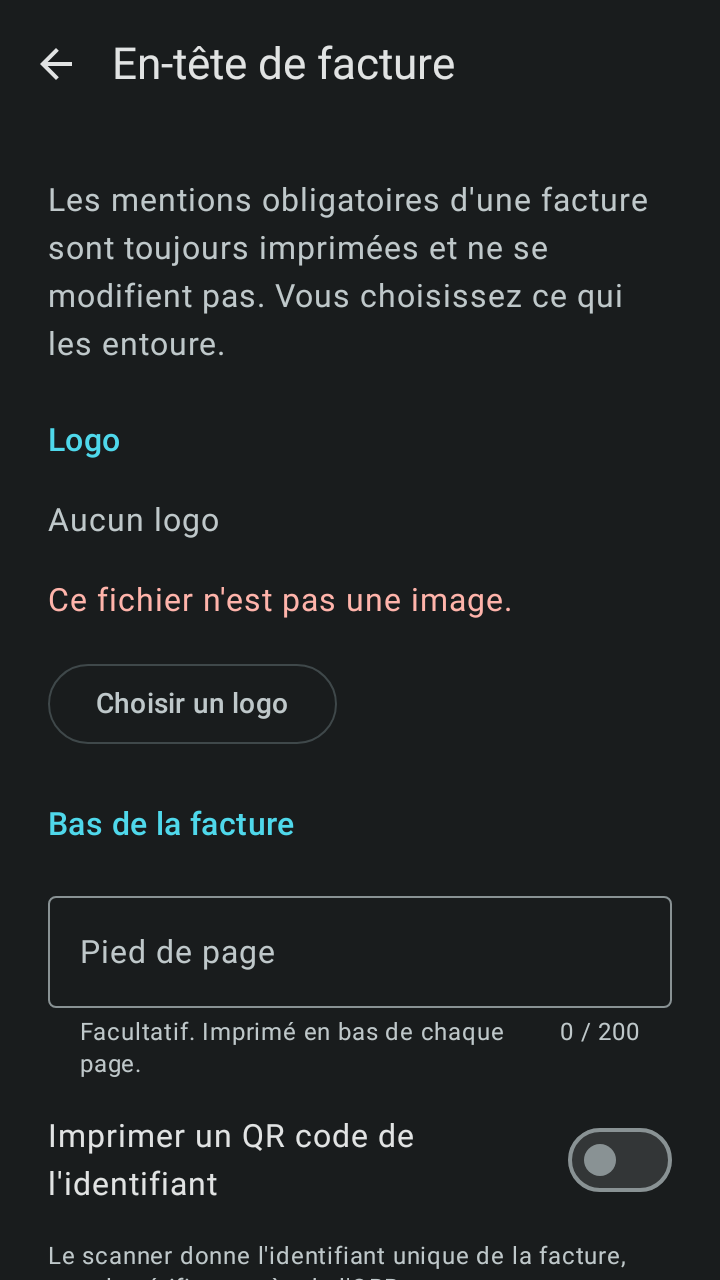 En-tête de facture
Les mentions obligatoires d'une facture
sont toujours imprimées et ne se
modifient pas. Vous choisissez ce qui
les entoure.
Logo
Aucun logo
Ce fichier n'est pas une image.
Choisir un logo
Bas de la facture
Pied de page
Facultatif. Imprimé en bas de chaque
page.
0 / 200
Imprimer un QR code de
l'identifiant
Le scanner donne l'identifiant unique de la facture,